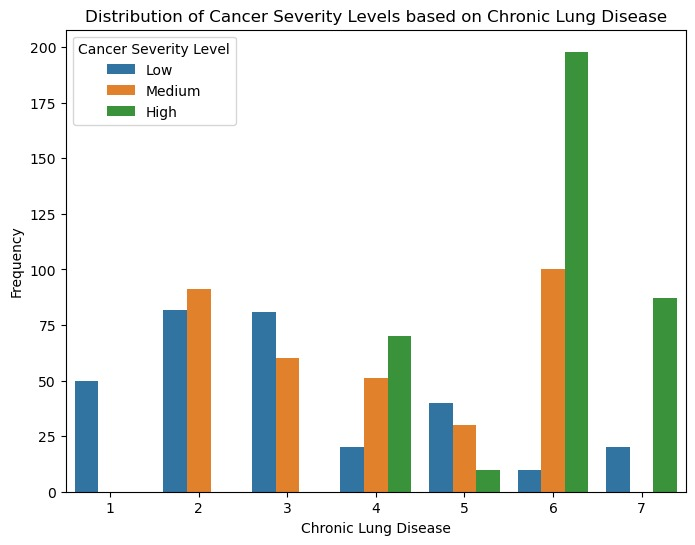 Distribution of Cancer Severity Levels based on Chronic Lung Disease
Cancer Severity Level
Low
Medium
High
Frequency
200
175
150
125
100
75
50
25
0
1 2 3 4 5 6 7
Chronic Lung Disease